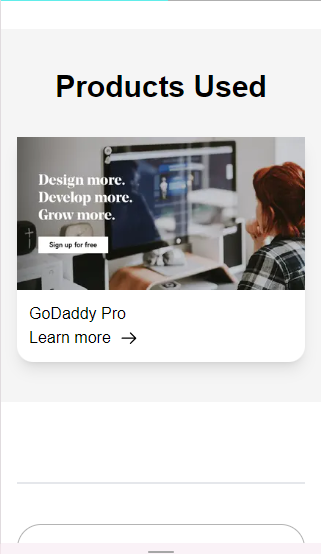 Products Used
Design more.
Develop more.
Grow more.
Sign up for free
GoDaddy Pro
Learn more →